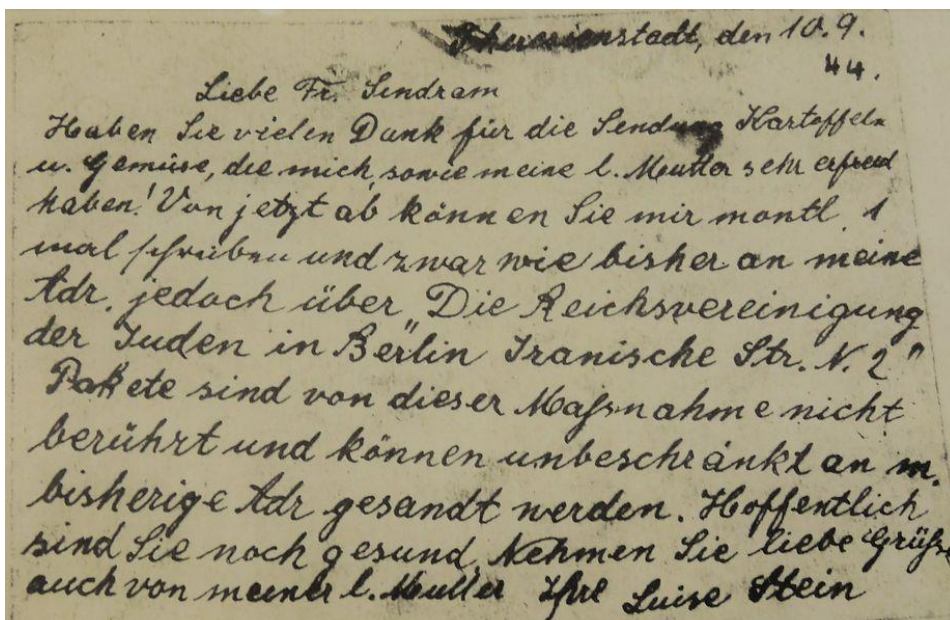 Theresienstadt, den 10.9.
44.
Liebe Fr. Sendram
Haben Sie vielen Dank für die Sendung Kartoffeln
u. Gemüse, die mich, sowie meine l. Mutter sehr erfreut
haben! Von jetzt ab können Sie mir montl. 1
mal schreiben und zwar wie bisher an meine
Adr. jedoch über „Die Reichsvereinigung
der Juden in Berlin Iranische Str. N. 2"
Pakete sind von dieser Maßnahme nicht
berührt und können unbeschränkt an m.
bisherige Adr gesandt werden. Hoffentlich
sind Sie noch gesund. Nehmen Sie liebe Grüße
auch von meiner l. Mutter Ihre Luise Stein